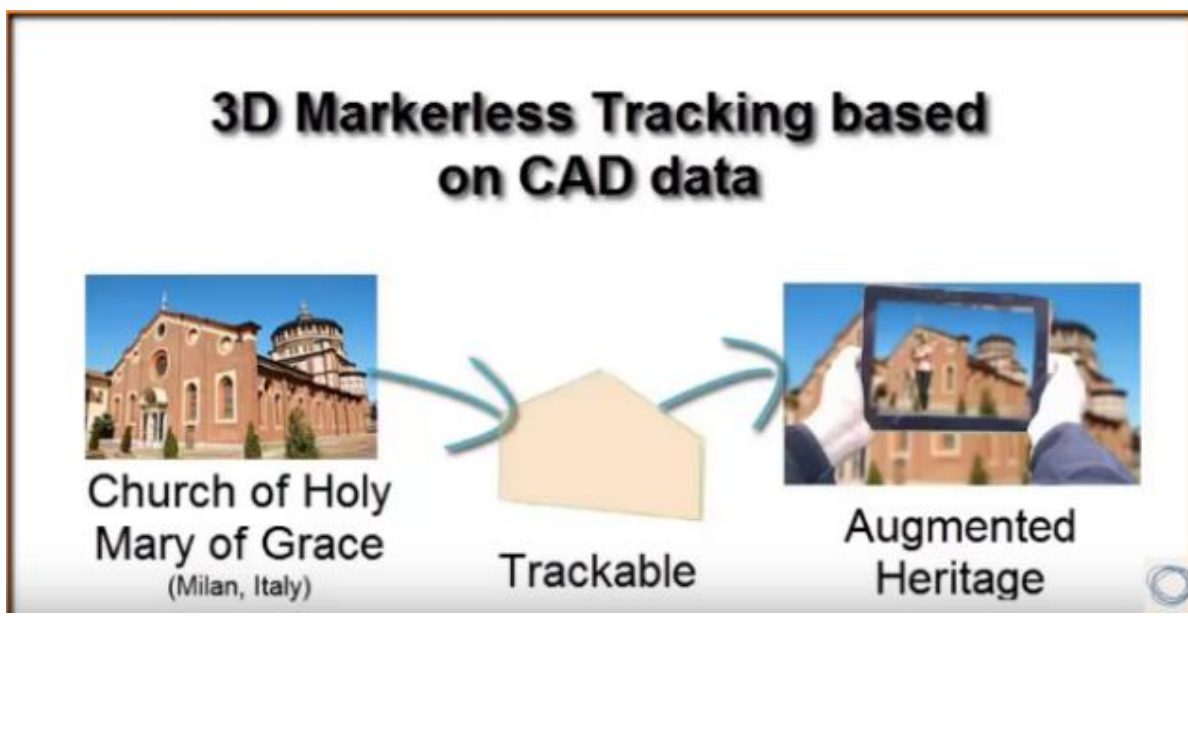 3D Markerless Tracking based
on CAD data
Church of Holy
Mary of Grace
(Milan, Italy)
Trackable
Augmented
Heritage